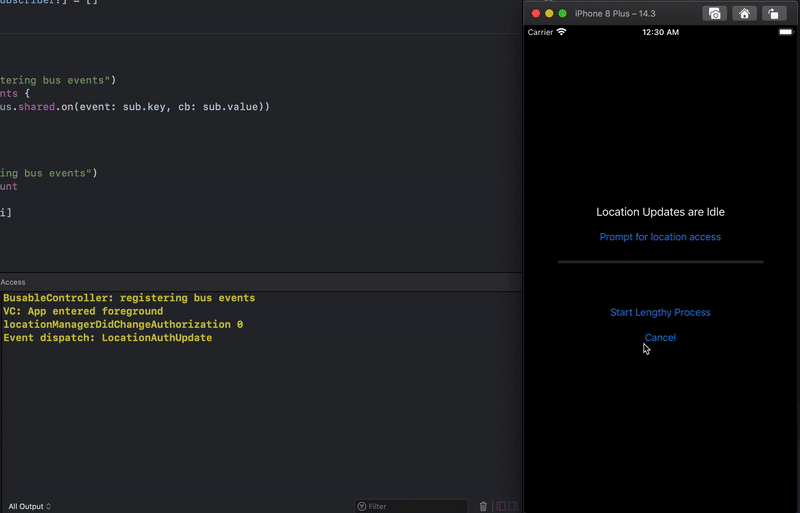 ubscriber?] = []
tering bus events")
nts {
us.shared.on(event: sub.key, cb: sub.value))
ing bus events")
unt
i]
Access
BusableController: registering bus events
VC: App entered foreground
locationManagerDidChangeAuthorization 0
Event dispatch: LocationAuthUpdate
All Output
Filter
iPhone 8 Plus – 14.3
Carrier
12:30 AM
Location Updates are Idle
Prompt for location access
Start Lengthy Process
Cancel